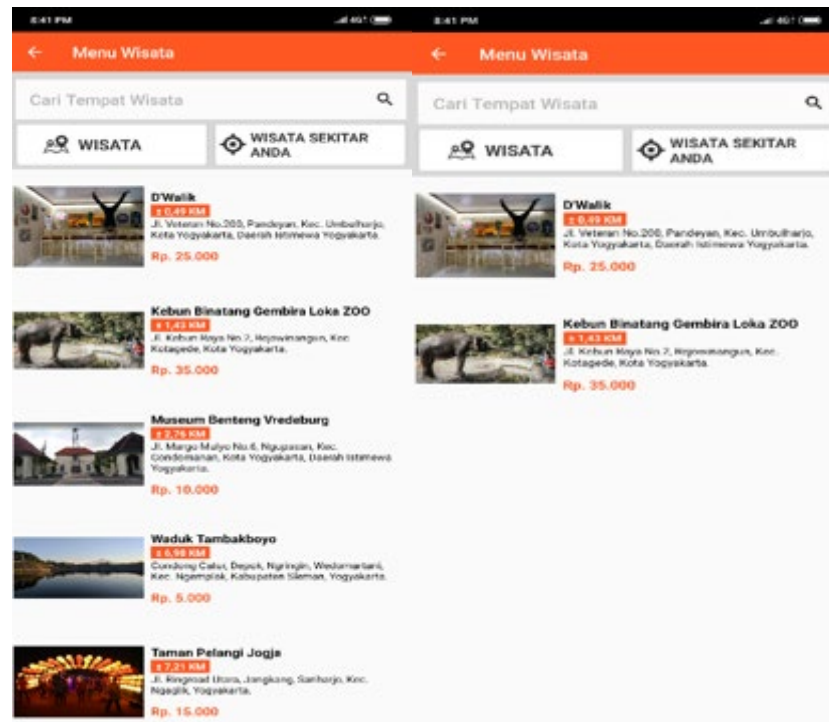 8:41 PM
Menu Wisata
Cari Tempat Wisata
WISATA
WISATA SEKITAR
ANDA
D'Walik
± 0,49 KM
Jl. Veteran No.200, Pandeyan, Kec. Umbulharjo,
Kota Yogyakarta, Daerah Istimewa Yogyakarta.
Rp. 25.000
Kebun Binatang Gembira Loka ZOO
± 1,43 KM
Jl. Kebun Raya No 7, Rejowinangun, Kec.
Kotagede, Kota Yogyakarta.
Rp. 35.000
Museum Benteng Vredeburg
± 2,76 KM
Jl. Margo Mulyo No.6, Ngupasan, Kec.
Gondomanan, Kota Yogyakarta, Daerah Istimewa
Yogyakarta.
Rp. 10.000
Waduk Tambakboyo
± 6,98 KM
Condong Catur, Depok, Ngringin, Wedomartani,
Kec. Ngemplak, Kabupaten Sleman, Yogyakarta.
Rp. 5.000
Taman Pelangi Jogja
± 7,21 KM
Jl. Ringroad Utara, Jongkang, Sariharjo, Kec.
Ngaglik, Yogyakarta.
Rp. 15.000
8:41 PM
Menu Wisata
Cari Tempat Wisata
WISATA
WISATA SEKITAR
ANDA
D'Walik
± 0,49 KM
Jl. Veteran No.200, Pandeyan, Kec. Umbulharjo,
Kota Yogyakarta, Daerah Istimewa Yogyakarta.
Rp. 25.000
Kebun Binatang Gembira Loka ZOO
± 1,43 KM
Jl. Kebun Raya No 7, Rejowinangun, Kec.
Kotagede, Kota Yogyakarta.
Rp. 35.000